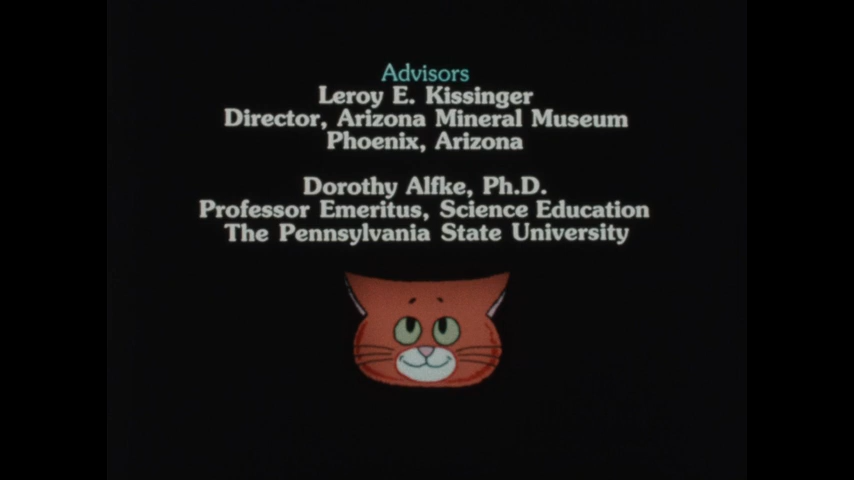 Advisors
Leroy E. Kissinger
Director, Arizona Mineral Museum
Phoenix, Arizona
Dorothy Alfke, Ph.D.
Professor Emeritus, Science Education
The Pennsylvania State University